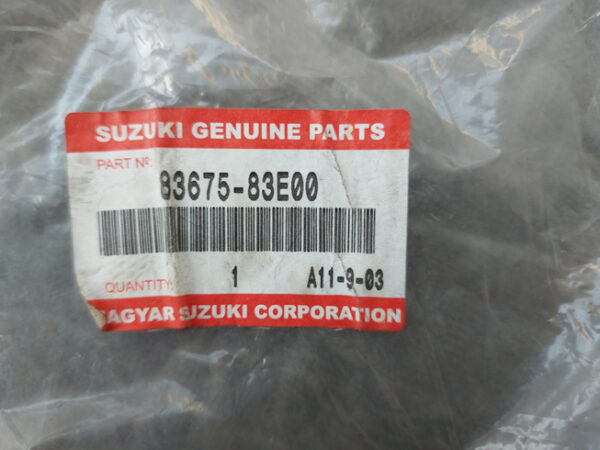 SUZUKI GENUINE PARTS
PART Nº:
83675-83E00
QUANTITY: 1 A11-9-03
AGYAR SUZUKI CORPORATION